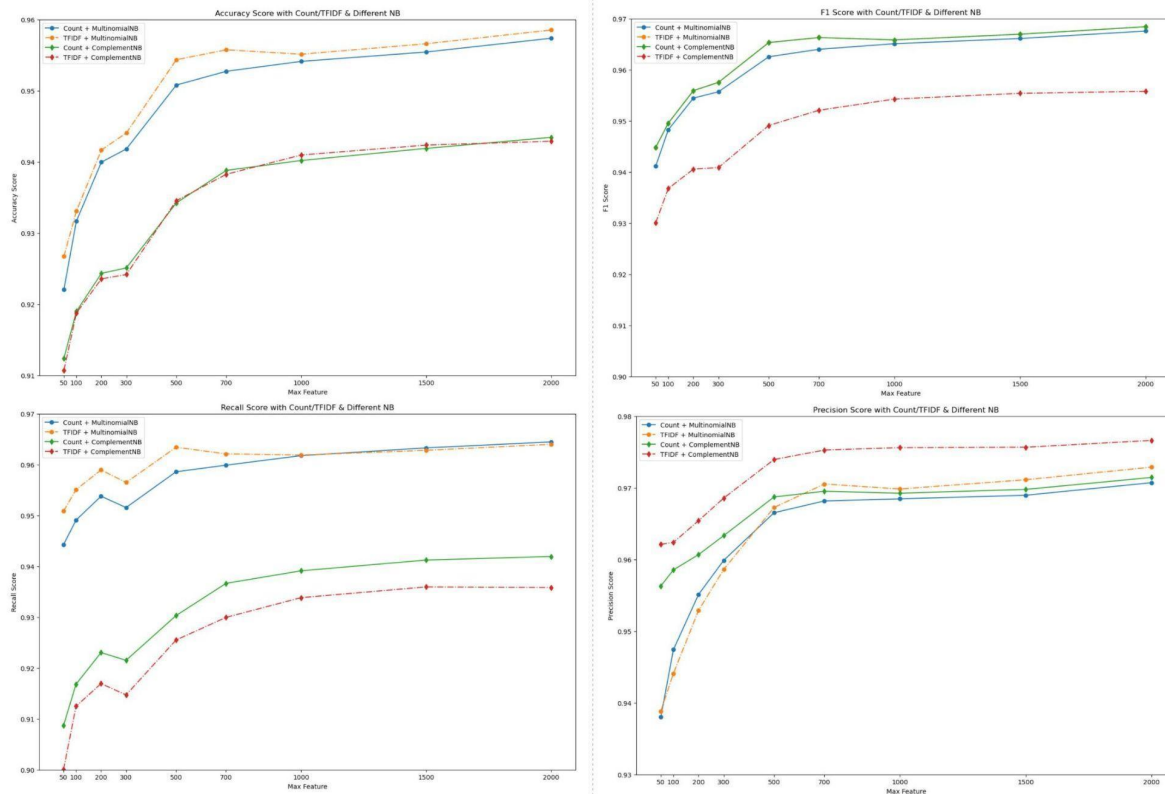 Accuracy Score with Count/TFIDF & Different NB
Count + MultinomialNB
TFIDF + MultinomialNB
Count + ComplementNB
TFIDF + ComplementNB
0.96
0.95
0.94
0.93
0.92
0.91
Accuracy Score
50 100 200 300 500 700 1000 1500 2000
Max Feature
F1 Score with Count/TFIDF & Different NB
Count + MultinomialNB
TFIDF + MultinomialNB
Count + ComplementNB
TFIDF + ComplementNB
0.97
0.96
0.95
0.94
0.93
0.92
0.91
0.90
F1 Score
50 100 200 300 500 700 1000 1500 2000
Max Feature
Recall Score with Count/TFIDF & Different NB
Count + MultinomialNB
TFIDF + MultinomialNB
Count + ComplementNB
TFIDF + ComplementNB
0.97
0.96
0.95
0.94
0.93
0.92
0.91
0.90
Recall Score
50 100 200 300 500 700 1000 1500 2000
Max Feature
Precision Score with Count/TFIDF & Different NB
Count + MultinomialNB
TFIDF + MultinomialNB
Count + ComplementNB
TFIDF + ComplementNB
0.98
0.97
0.96
0.95
0.94
0.93
Precision Score
50 100 200 300 500 700 1000 1500 2000
Max Feature